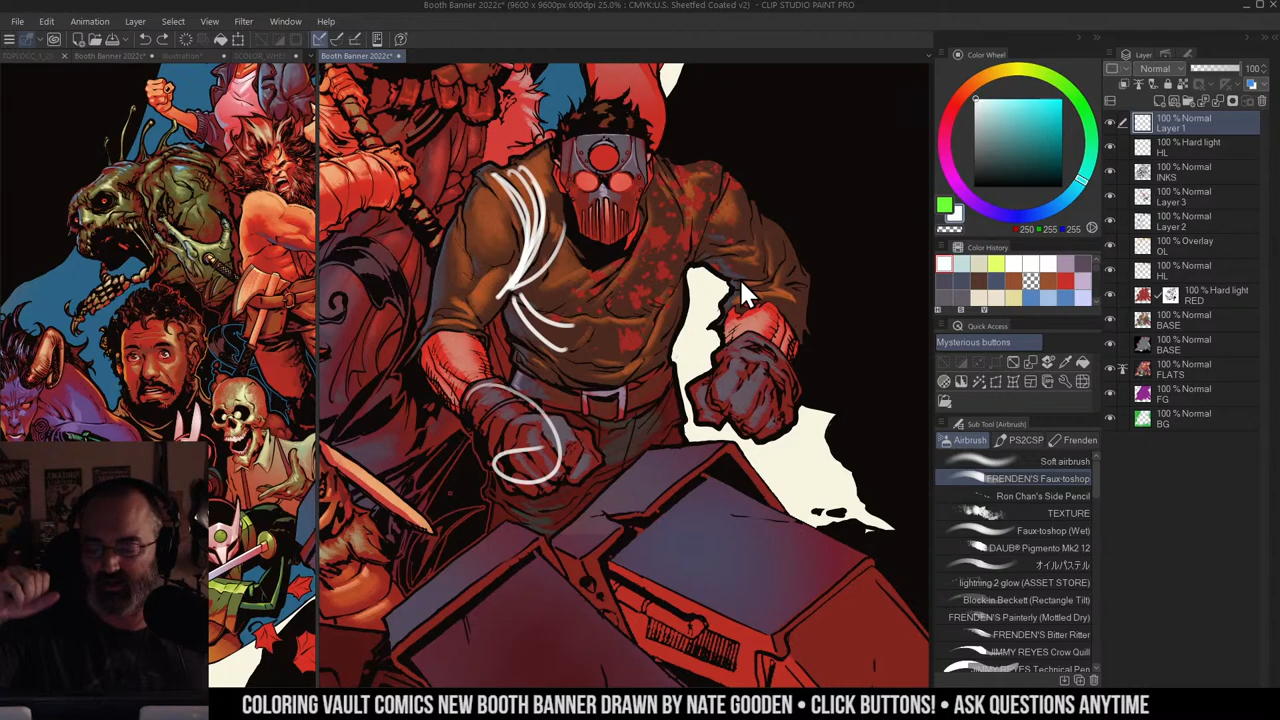 Booth Banner 2022c* (9600 x 9600px 600dpi 25.0% : CMYK:U.S. Sheetfed Coated v2) - CLIP STUDIO PAINT PRO
File Edit Animation Layer Select View Filter Window Help
Booth Banner 2022c* Illustration* Booth Banner 2022c*
Color Wheel
250 255 255
Color History
H S V
Quick Access
Mysterious buttons
Sub Tool [Airbrush]
Airbrush PS2CSP Frenden
Soft airbrush
FRENDEN'S Faux-toshop
Ron Chan's Side Pencil
TEXTURE
Faux-toshop (Wet)
DAUB® Pigmento Mk2 12
オイルパステル
lightning 2 glow (ASSET STORE)
Block-in Beckett (Rectangle Tilt)
FRENDEN'S Painterly (Mottled Dry)
FRENDEN'S Bitter Ritter
JIMMY REYES Crow Quill
JIMMY REYES Technical Pen
Layer
Normal 100
100 % Normal
Layer 1
100 % Hard light
HL
100 % Normal
INKS
100 % Normal
Layer 3
100 % Normal
Layer 2
100 % Overlay
OL
100 % Normal
HL
100 % Hard light
RED
100 % Normal
BASE
100 % Normal
BASE
100 % Normal
FLATS
100 % Normal
FG
100 % Normal
BG
COLORING VAULT COMICS NEW BOOTH BANNER DRAWN BY NATE GOODEN • CLICK BUTTONS! • ASK QUESTIONS ANYTIME